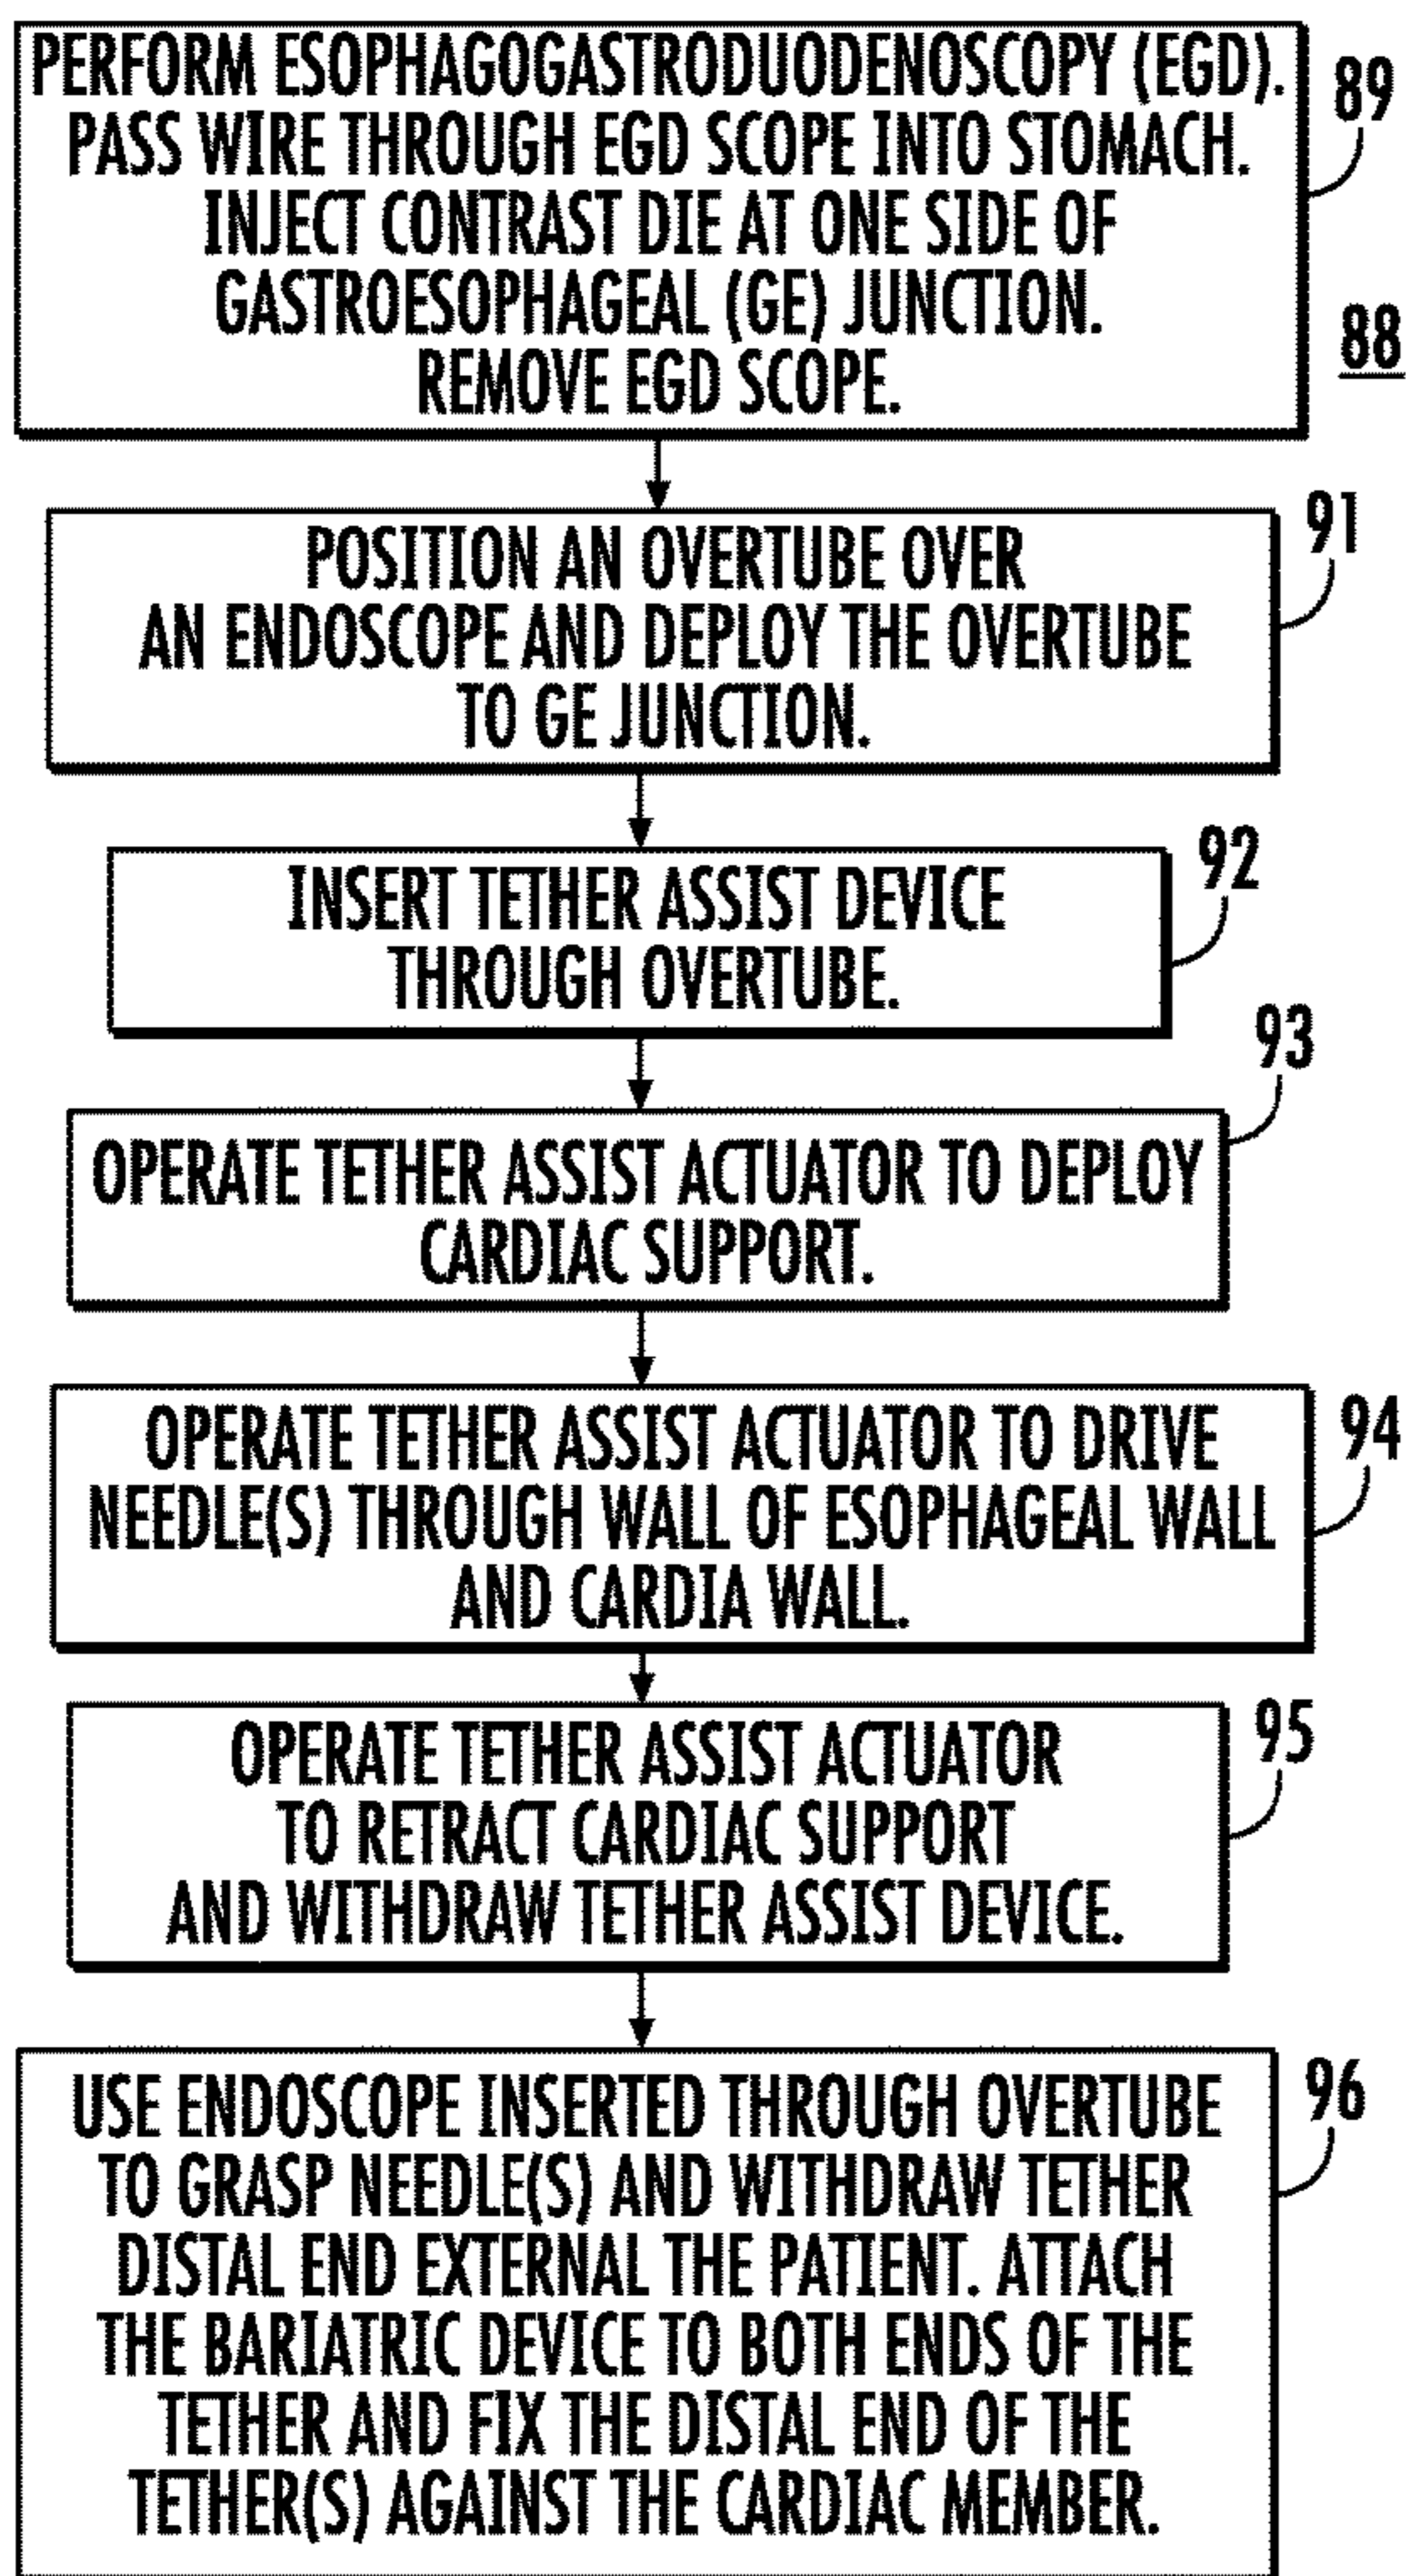 PERFORM ESOPHAGOGASTRODUODENOSCOPY (EGD).
PASS WIRE THROUGH EGD SCOPE INTO STOMACH.
INJECT CONTRAST DIE AT ONE SIDE OF
GASTROESOPHAGEAL (GE) JUNCTION.
REMOVE EGD SCOPE.
89
88
POSITION AN OVERTUBE OVER
AN ENDOSCOPE AND DEPLOY THE OVERTUBE
TO GE JUNCTION.
91
INSERT TETHER ASSIST DEVICE
THROUGH OVERTUBE.
92
OPERATE TETHER ASSIST ACTUATOR TO DEPLOY
CARDIAC SUPPORT.
93
OPERATE TETHER ASSIST ACTUATOR TO DRIVE
NEEDLE(S) THROUGH WALL OF ESOPHAGEAL WALL
AND CARDIA WALL.
94
OPERATE TETHER ASSIST ACTUATOR
TO RETRACT CARDIAC SUPPORT
AND WITHDRAW TETHER ASSIST DEVICE.
95
USE ENDOSCOPE INSERTED THROUGH OVERTUBE
TO GRASP NEEDLE(S) AND WITHDRAW TETHER
DISTAL END EXTERNAL THE PATIENT. ATTACH
THE BARIATRIC DEVICE TO BOTH ENDS OF THE
TETHER AND FIX THE DISTAL END OF THE
TETHER(S) AGAINST THE CARDIAC MEMBER.
96